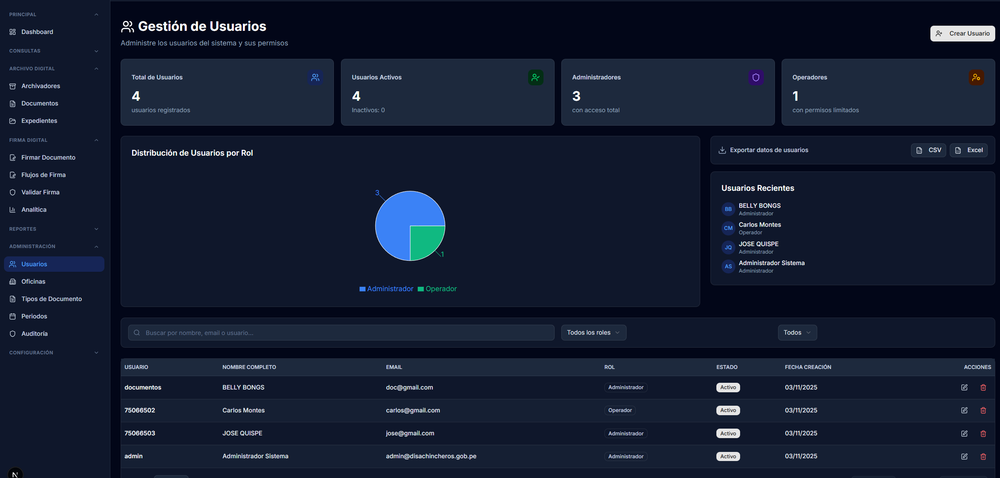 PRINCIPAL
Dashboard
CONSULTAS
ARCHIVO DIGITAL
Archivadores
Documentos
Expedientes
FIRMA DIGITAL
Firmar Documento
Flujos de Firma
Validar Firma
Analítica
REPORTES
ADMINISTRACIÓN
Usuarios
Oficinas
Tipos de Documento
Periodos
Auditoría
CONFIGURACIÓN
N
Gestión de Usuarios
Administre los usuarios del sistema y sus permisos
Crear Usuario
Total de Usuarios
4
usuarios registrados
Usuarios Activos
4
Inactivos: 0
Administradores
3
con acceso total
Operadores
1
con permisos limitados
Distribución de Usuarios por Rol
3
1
Administrador Operador
Exportar datos de usuarios CSV Excel
Usuarios Recientes
BB BELLY BONGS
Administrador
CM Carlos Montes
Operador
JQ JOSE QUISPE
Administrador
AS Administrador Sistema
Administrador
Buscar por nombre, email o usuario... Todos los roles Todos
USUARIO NOMBRE COMPLETO EMAIL ROL ESTADO FECHA CREACIÓN ACCIONES
documentos BELLY BONGS doc@gmail.com Administrador Activo 03/11/2025
75066502 Carlos Montes carlos@gmail.com Operador Activo 03/11/2025
75066503 JOSE QUISPE jose@gmail.com Administrador Activo 03/11/2025
admin Administrador Sistema admin@disachincheros.gob.pe Administrador Activo 03/11/2025